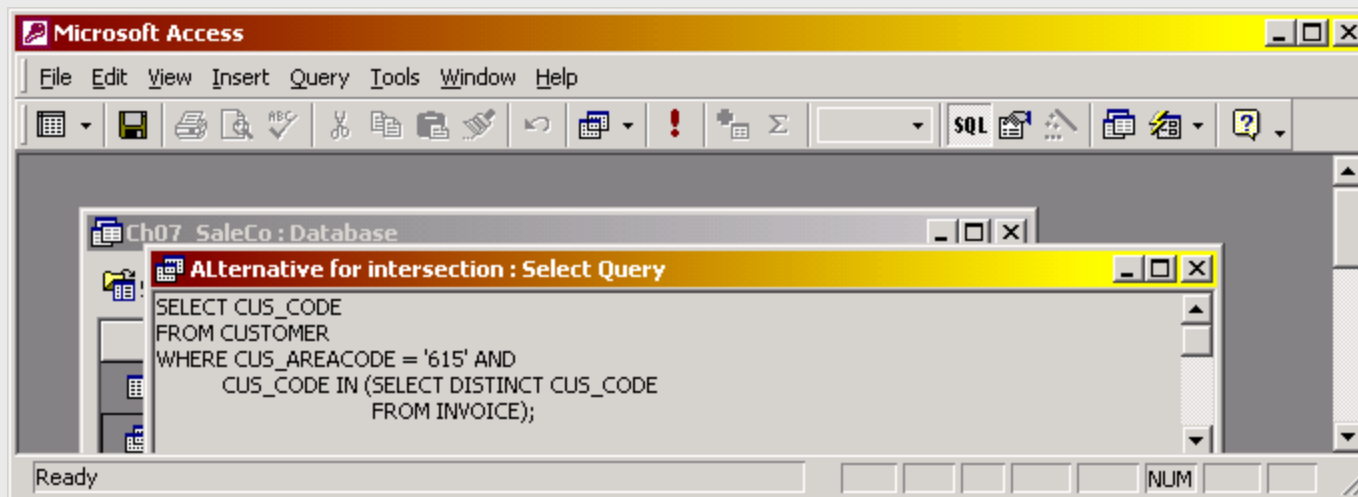 Microsoft Access
File Edit View Insert Query Tools Window Help
ABC SQL
Ch07_SaleCo : Database
ALternative for intersection : Select Query
SELECT CUS_CODE
FROM CUSTOMER
WHERE CUS_AREACODE = '615' AND
CUS_CODE IN (SELECT DISTINCT CUS_CODE
FROM INVOICE);
Ready NUM